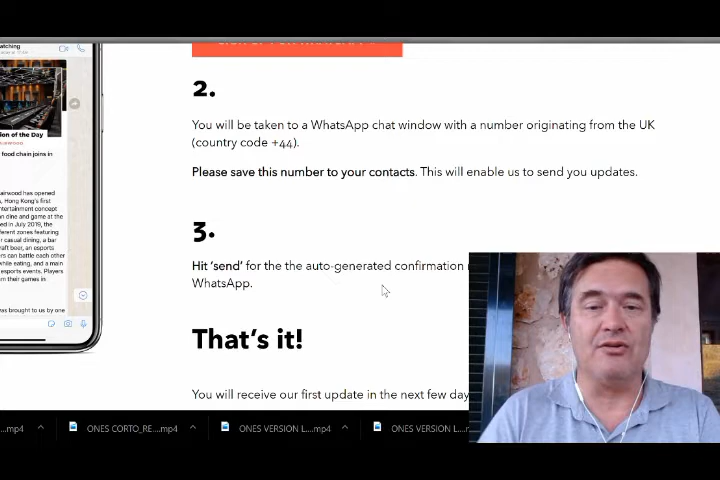 atching
ion of the Day
food chain joins in
airwood has opened
, Hong Kong's first
ntertainment concept
n dine and game at the
ed in July 2019, the
ferent zones featuring
r casual dining, a bar
raft beer, an esports
ers can battle each other
while eating, and a main
esports events. Players
m their games in
was brought to us by one
2.
You will be taken to a WhatsApp chat window with a number originating from the UK
(country code +44).
Please save this number to your contacts. This will enable us to send you updates.
3.
Hit 'send' for the the auto-generated confirmation
WhatsApp.
That's it!
You will receive our first update in the next few day
....mp4
ONES CORTO_RE....mp4
ONES VERSION L....mp4
ONES VERSION L....